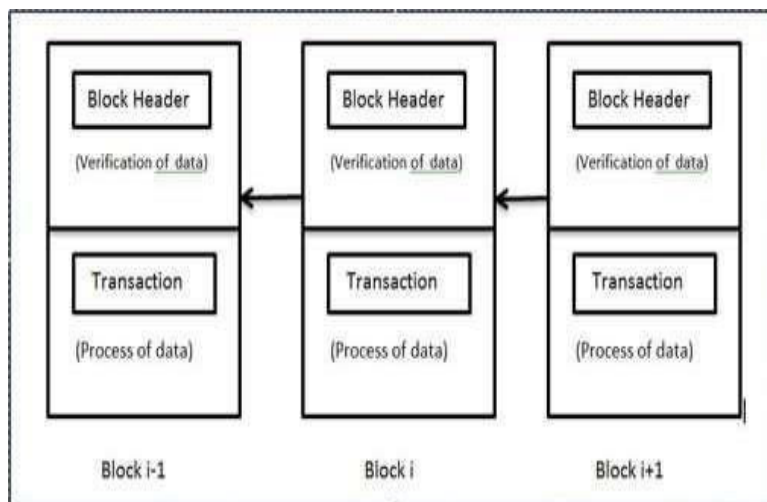 Block Header
(Verification of data)
Transaction
(Process of data)
Block i-1
Block Header
(Verification of data)
Transaction
(Process of data)
Block i
Block Header
(Verification of data)
Transaction
(Process of data)
Block i+1